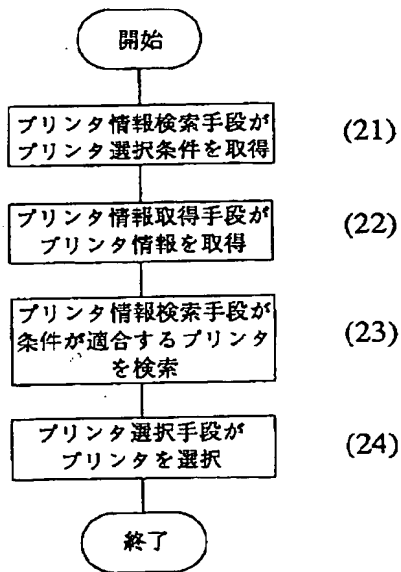 開始
プリンタ情報検索手段が
プリンタ選択条件を取得
(21)
プリンタ情報取得手段が
プリンタ情報を取得
(22)
プリンタ情報検索手段が
条件が適合するプリンタ
を検索
(23)
プリンタ選択手段が
プリンタを選択
(24)
終了